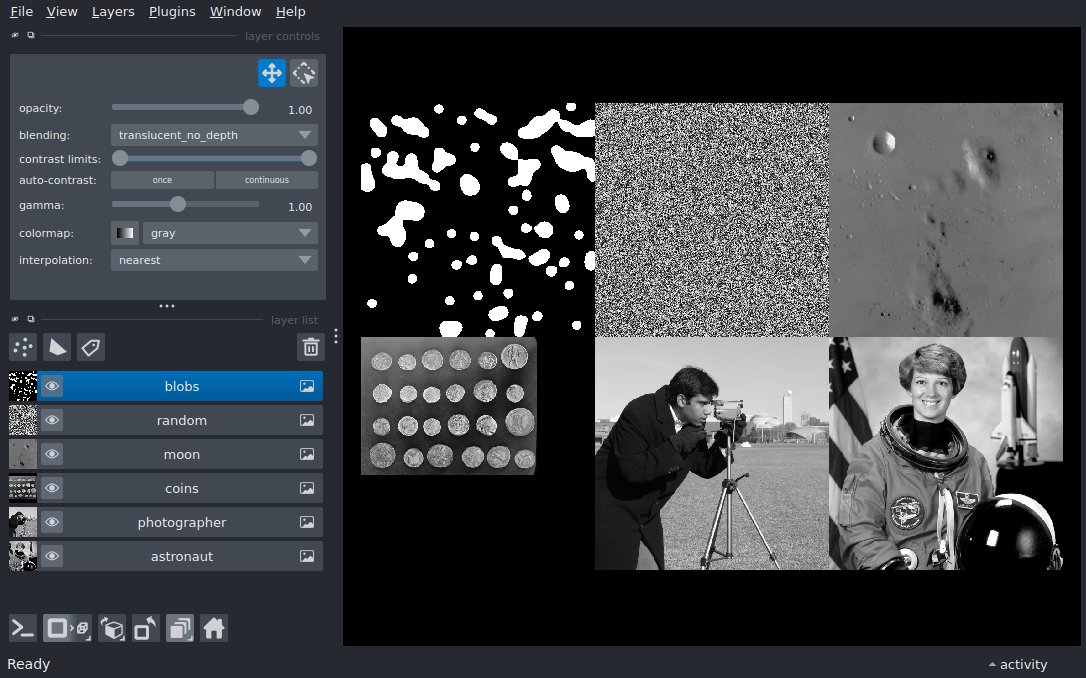 File View Layers Plugins Window Help
layer controls
opacity: 1.00
blending: translucent_no_depth
contrast limits:
auto-contrast: once continuous
gamma: 1.00
colormap: gray
interpolation: nearest
layer list
blobs
random
moon
coins
photographer
astronaut
Ready activity